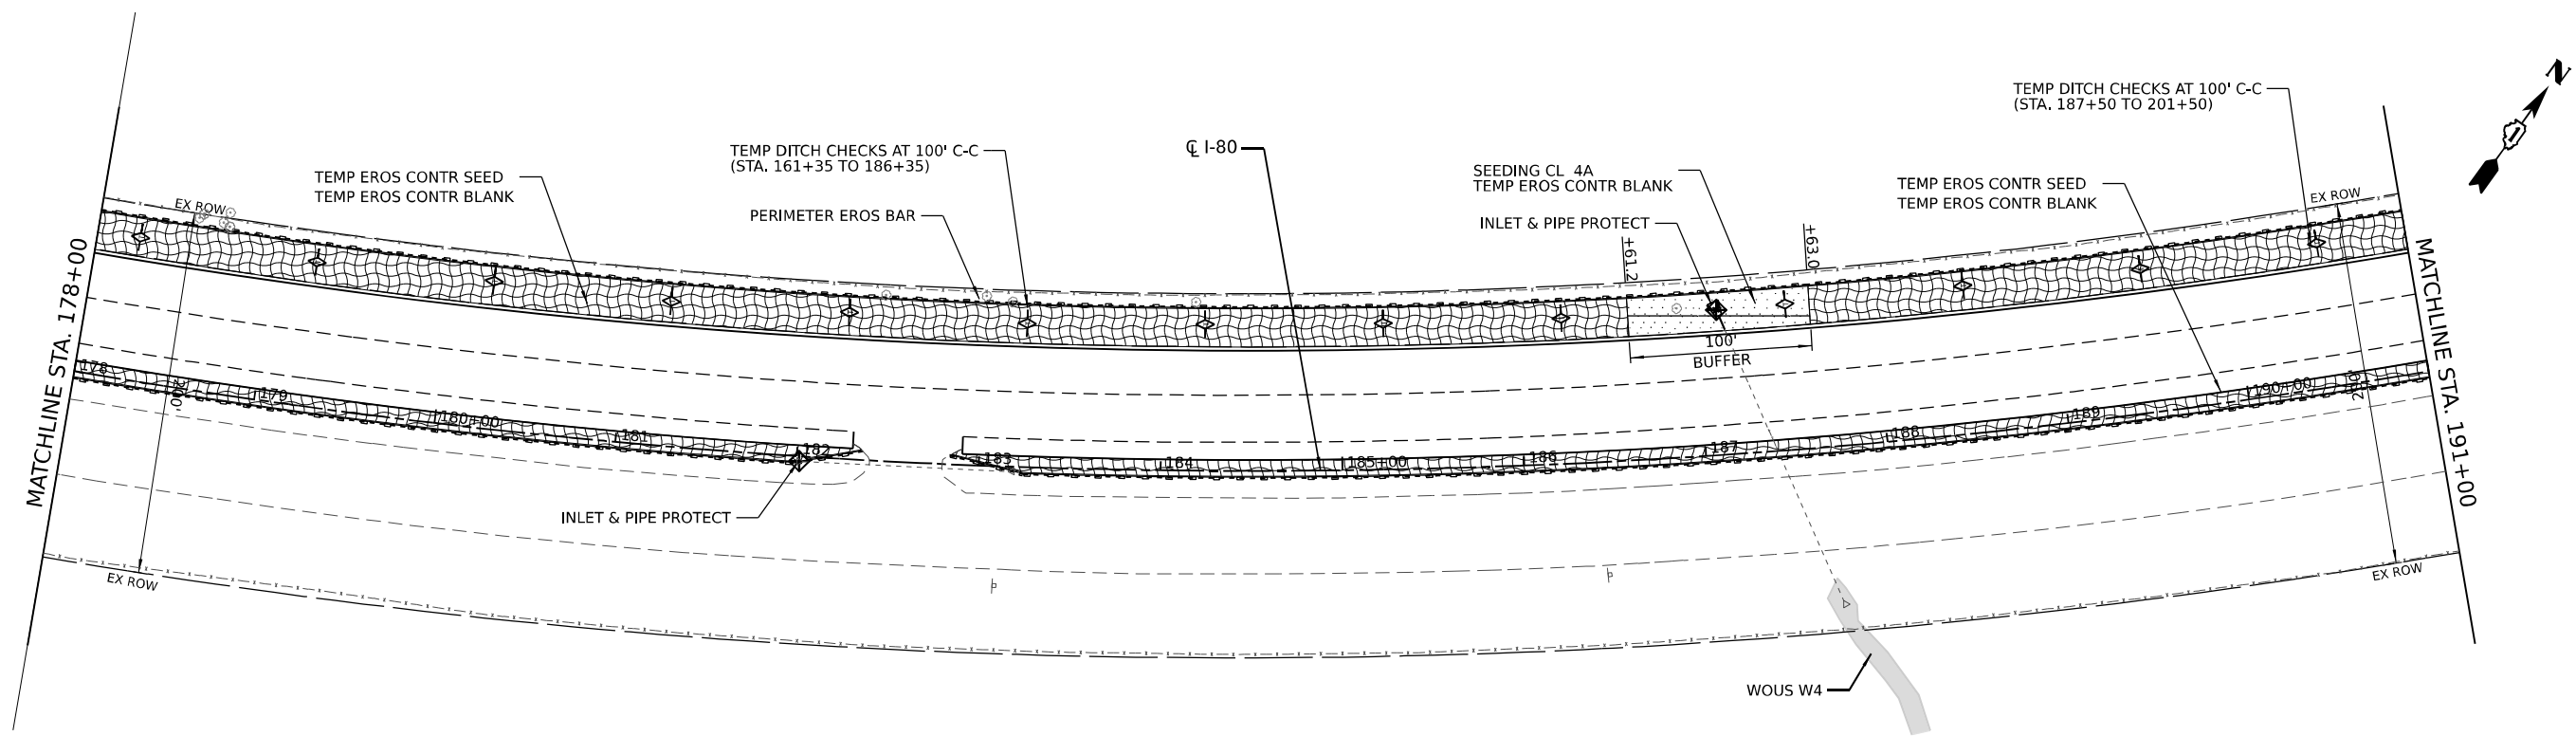 N
TEMP DITCH CHECKS AT 100' C-C
(STA. 187+50 TO 201+50)
TEMP DITCH CHECKS AT 100' C-C
(STA. 161+35 TO 186+35)
℄ I-80
TEMP EROS CONTR SEED
TEMP EROS CONTR BLANK
SEEDING CL 4A
TEMP EROS CONTR BLANK
TEMP EROS CONTR SEED
TEMP EROS CONTR BLANK
PERIMETER EROS BAR
INLET & PIPE PROTECT
EX ROW
EX ROW
+61.2
+63.0
MATCHLINE STA. 178+00
MATCHLINE STA. 191+00
100'
BUFFER
178
179
180+00
181
182
183
184
185+00
186
187
188
189
190+00
200'
INLET & PIPE PROTECT
EX ROW
EX ROW
WOUS W4